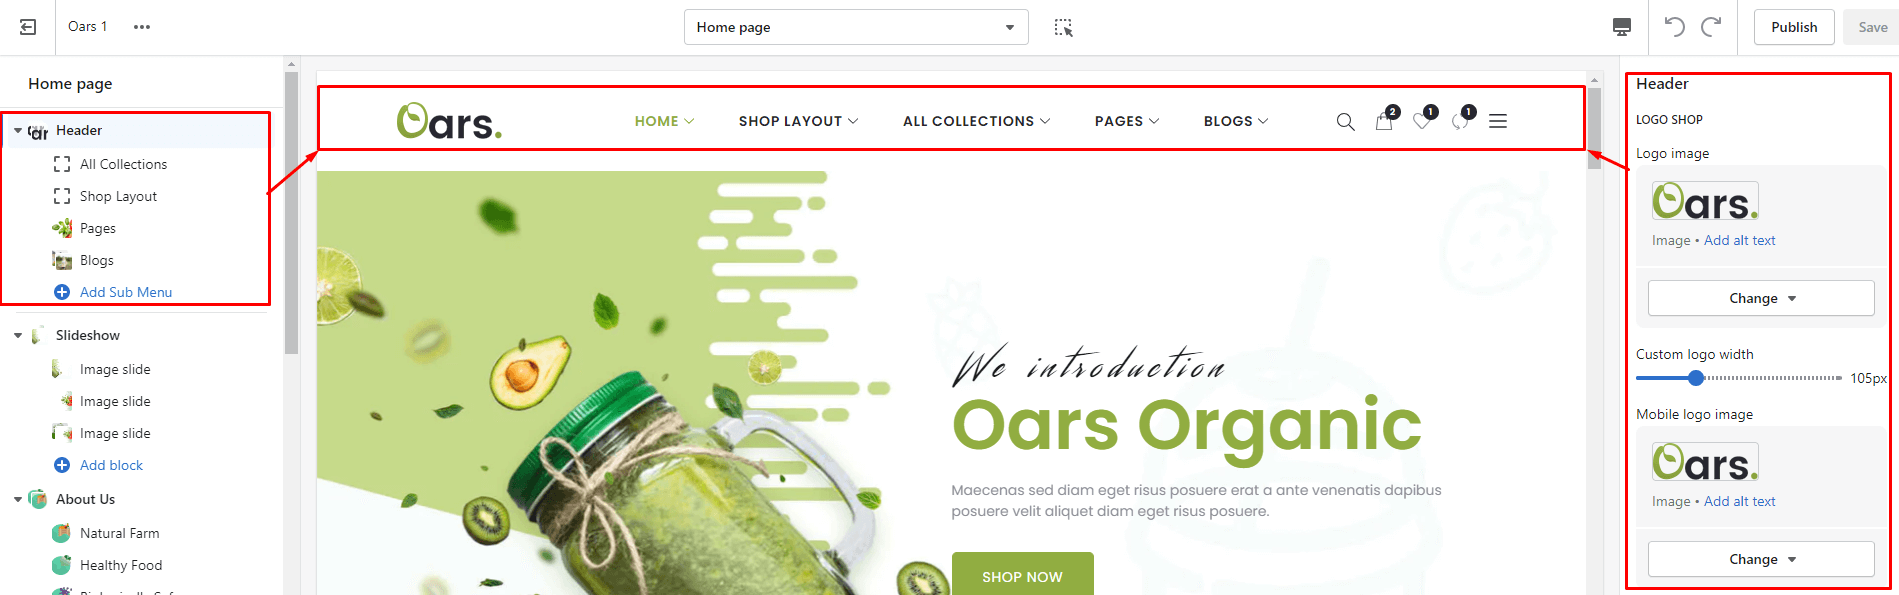 Oars 1
Home page
Publish
Save
Home page
Header
All Collections
Shop Layout
Pages
Blogs
Add Sub Menu
Slideshow
Image slide
Image slide
Image slide
Add block
About Us
Natural Farm
Healthy Food
Oars.
HOME
SHOP LAYOUT
ALL COLLECTIONS
PAGES
BLOGS
2
1
1
We introduction
Oars Organic
Maecenas sed diam eget risus posuere erat a ante venenatis dapibus
posuere velit aliquet diam eget risus posuere.
SHOP NOW
Header
LOGO SHOP
Logo image
Oars.
Image • Add alt text
Change
Custom logo width
105px
Mobile logo image
Oars.
Image • Add alt text
Change